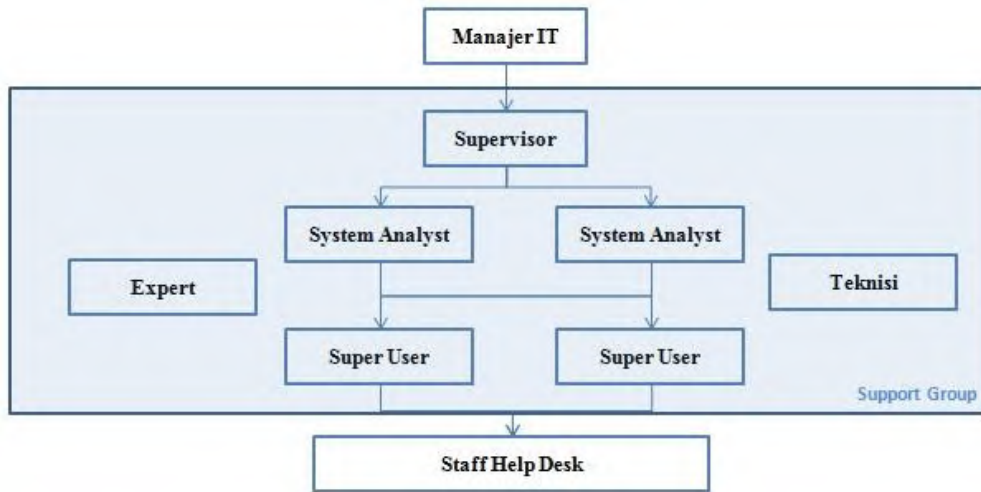 Manajer IT
Supervisor
System Analyst
System Analyst
Expert
Teknisi
Super User
Super User
Support Group
Staff Help Desk